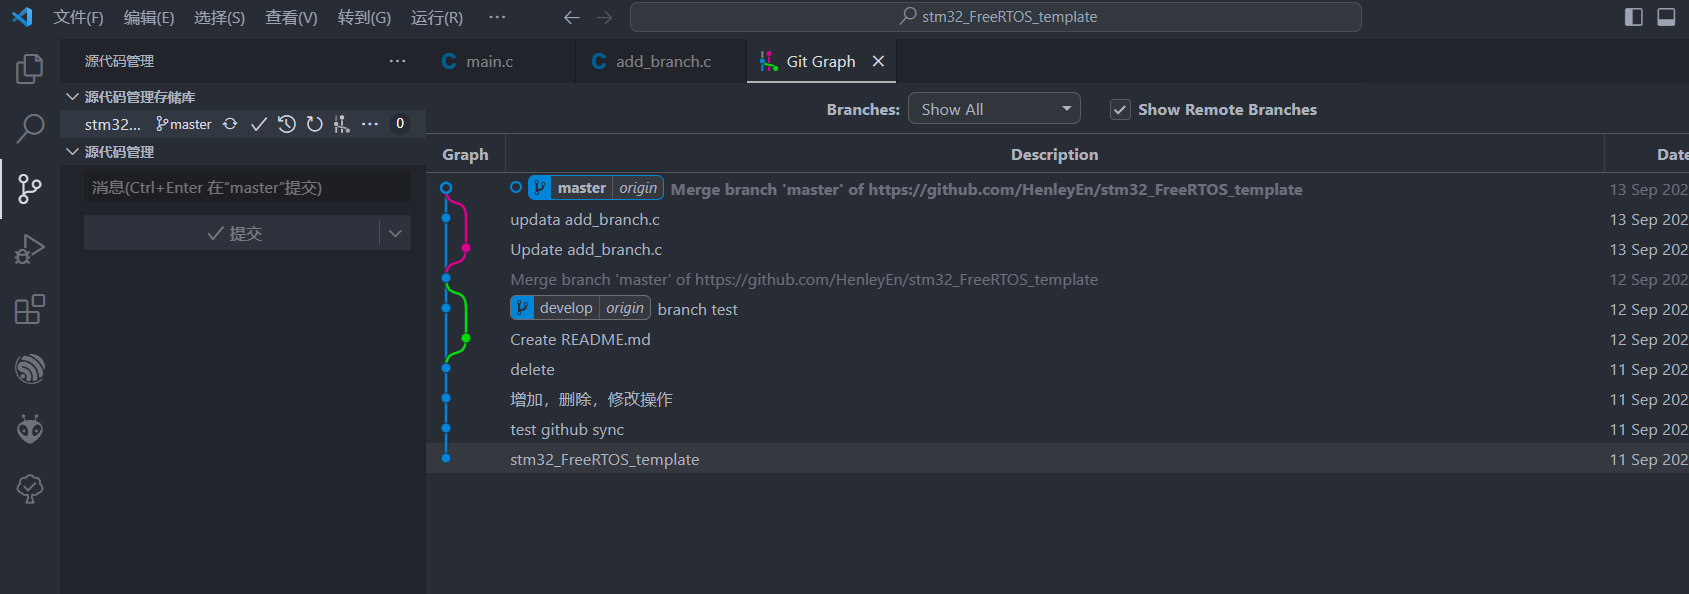 文件(F) 编辑(E) 选择(S) 查看(V) 转到(G) 运行(R) ··· stm32_FreeRTOS_template
源代码管理 ··· main.c add_branch.c Git Graph
源代码管理存储库
Branches: Show All Show Remote Branches
stm32... master ··· 0
源代码管理
Graph Description Date
消息(Ctrl+Enter 在“master”提交)
master origin Merge branch 'master' of https://github.com/HenleyEn/stm32_FreeRTOS_template 13 Sep 202
updata add_branch.c 13 Sep 202
提交
Update add_branch.c 13 Sep 202
Merge branch 'master' of https://github.com/HenleyEn/stm32_FreeRTOS_template 12 Sep 202
develop origin branch test 12 Sep 202
Create README.md 12 Sep 202
delete 11 Sep 202
增加，删除，修改操作 11 Sep 202
test github sync 11 Sep 202
stm32_FreeRTOS_template 11 Sep 202